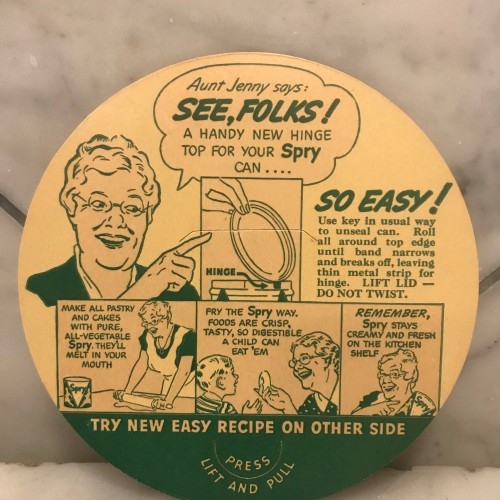 Aunt Jenny says:
SEE, FOLKS!
A HANDY NEW HINGE
TOP FOR YOUR Spry
CAN ....
SO EASY!
Use key in usual way
to unseal can. Roll
all around top edge
until band narrows
and breaks off, leaving
thin metal strip for
hinge. LIFT LID —
DO NOT TWIST.
HINGE
MAKE ALL PASTRY
AND CAKES
WITH PURE,
ALL-VEGETABLE
Spry. THEY'LL
MELT IN YOUR
MOUTH
Spry
FRY THE Spry WAY.
FOODS ARE CRISP,
TASTY, SO DIGESTIBLE
A CHILD CAN
EAT 'EM
REMEMBER,
Spry STAYS
CREAMY AND FRESH
ON THE KITCHEN
SHELF
TRY NEW EASY RECIPE ON OTHER SIDE
PRESS
LIFT AND PULL